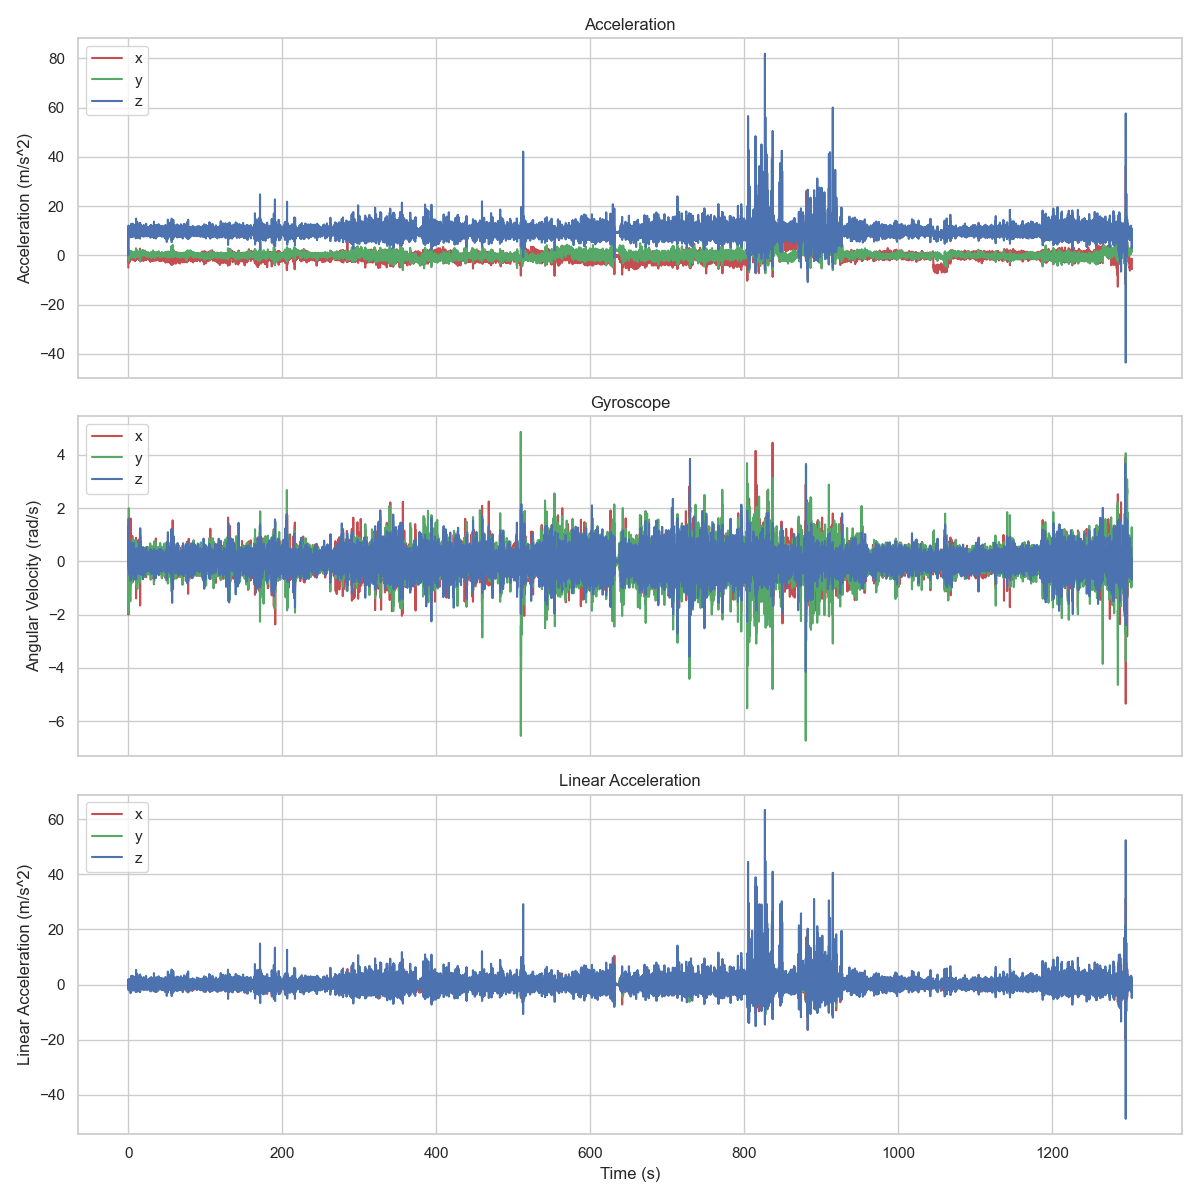 Acceleration
x
y
z
80
60
40
20
0
−20
−40
Acceleration (m/s^2)
Gyroscope
x
y
z
4
2
0
−2
−4
−6
Angular Velocity (rad/s)
Linear Acceleration
x
y
z
60
40
20
0
−20
−40
Linear Acceleration (m/s^2)
0 200 400 600 800 1000 1200
Time (s)